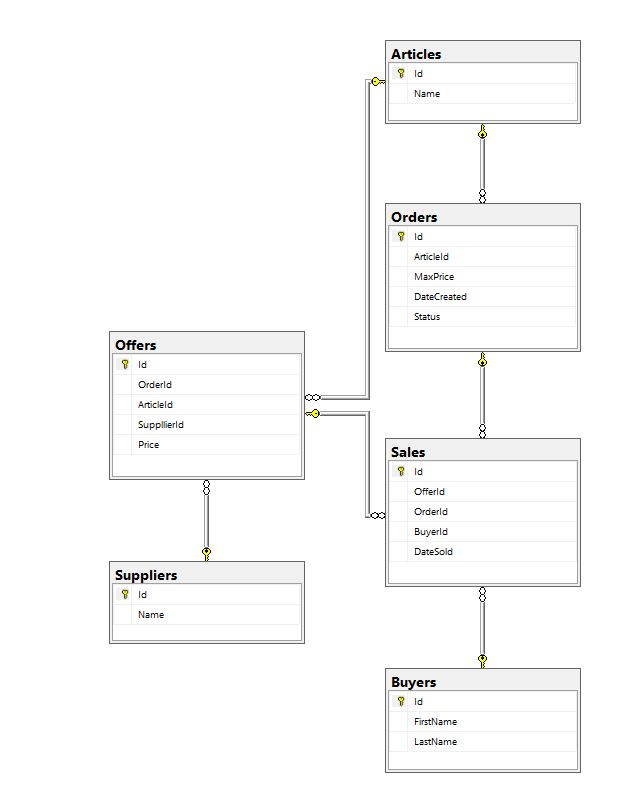 Articles
Id
Name
Orders
Id
ArticleId
MaxPrice
DateCreated
Status
Offers
Id
OrderId
ArticleId
SuppllierId
Price
Sales
Id
OfferId
OrderId
BuyerId
DateSold
Suppliers
Id
Name
Buyers
Id
FirstName
LastName